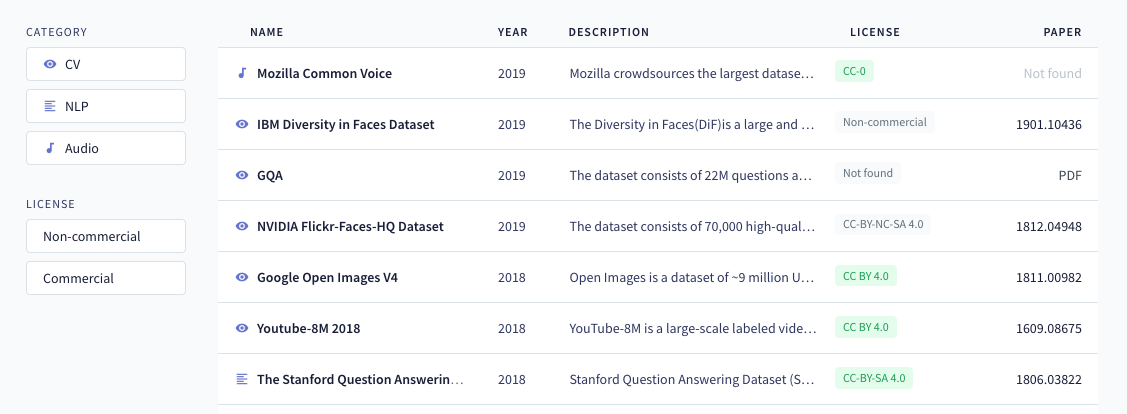 CATEGORY
CV
NLP
Audio
LICENSE
Non-commercial
Commercial
NAME YEAR DESCRIPTION LICENSE PAPER
Mozilla Common Voice 2019 Mozilla crowdsources the largest datase... CC-0 Not found
IBM Diversity in Faces Dataset 2019 The Diversity in Faces(DiF)is a large and ... Non-commercial 1901.10436
GQA 2019 The dataset consists of 22M questions a... Not found PDF
NVIDIA Flickr-Faces-HQ Dataset 2019 The dataset consists of 70,000 high-qual... CC-BY-NC-SA 4.0 1812.04948
Google Open Images V4 2018 Open Images is a dataset of ~9 million U... CC BY 4.0 1811.00982
Youtube-8M 2018 2018 YouTube-8M is a large-scale labeled vide... CC BY 4.0 1609.08675
The Stanford Question Answerin... 2018 Stanford Question Answering Dataset (S... CC-BY-SA 4.0 1806.03822